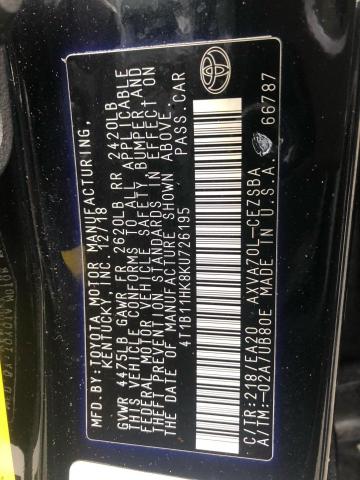 MFD.BY:TOYOTA MOTOR MANUFACTURING,
KENTUCKY, INC. 12/18
GVWR 4475LB GAWR FR 2620LB RR 2420LB
THIS VEHICLE CONFORMS TO ALL APPLICABLE
FEDERAL MOTOR VEHICLE SAFETY, BUMPER, AND
THEFT PREVENTION STANDARDS IN EFFECT ON
THE DATE OF MANUFACTURE SHOWN ABOVE.
4T1B11HK8KU726195 PASS.CAR
C/TR:218/EA20 AXVA70L-CEZSBA
A/TM:-02A/UB80E MADE IN U.S.A. 66787